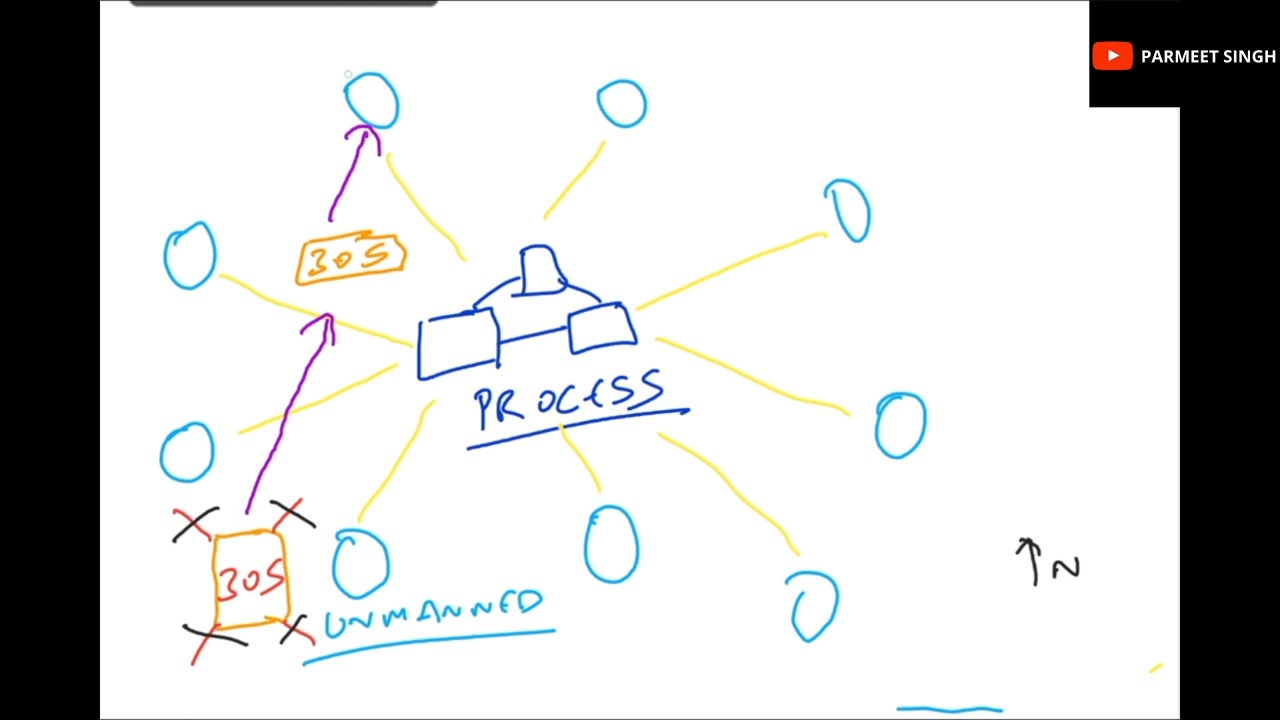 PARMEET SINGH
30S
PROCESS
30S
UNMANNED
N